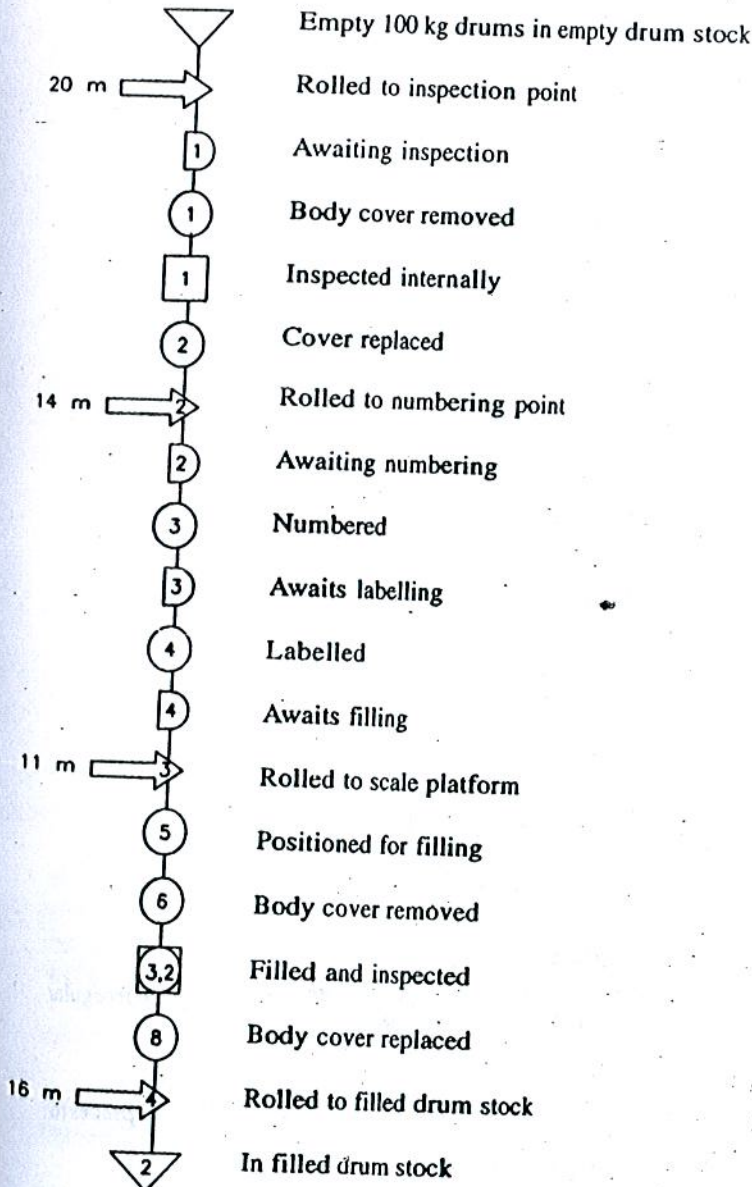 Empty 100 kg drums in empty drum stock
20 m Rolled to inspection point
1 Awaiting inspection
1 Body cover removed
1 Inspected internally
2 Cover replaced
14 m 2 Rolled to numbering point
2 Awaiting numbering
3 Numbered
3 Awaits labelling
4 Labelled
4 Awaits filling
11 m 3 Rolled to scale platform
5 Positioned for filling
6 Body cover removed
3,2 Filled and inspected
8 Body cover replaced
16 m 4 Rolled to filled drum stock
2 In filled drum stock